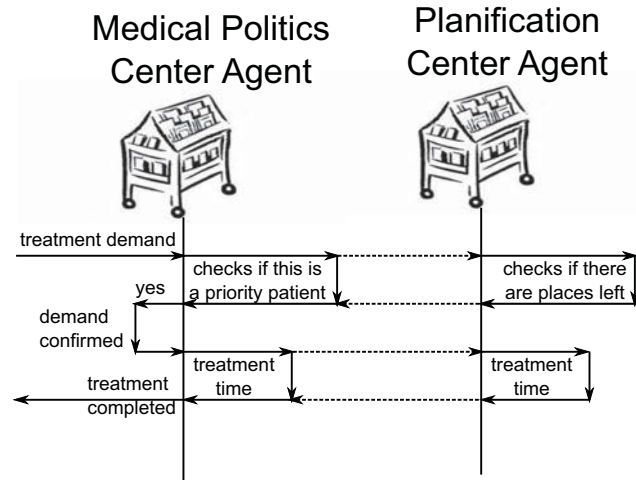 Medical Politics
Center Agent
Planification
Center Agent
treatment demand
checks if this is
a priority patient
checks if there
are places left
yes
demand
confirmed
treatment
time
treatment
time
treatment
completed